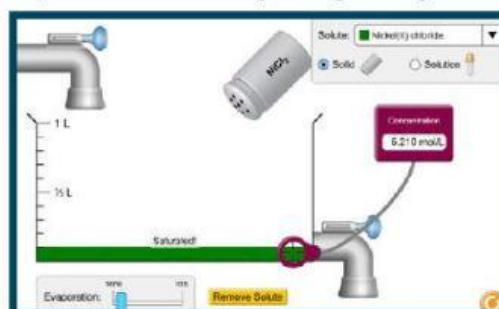 Solute: Nickel(II) chloride
Solid
Solution
NiCl2
Concentration
5.210 mol/L
1 L
½ L
Saturated!
Evaporation:
none
lots
Remove Solute